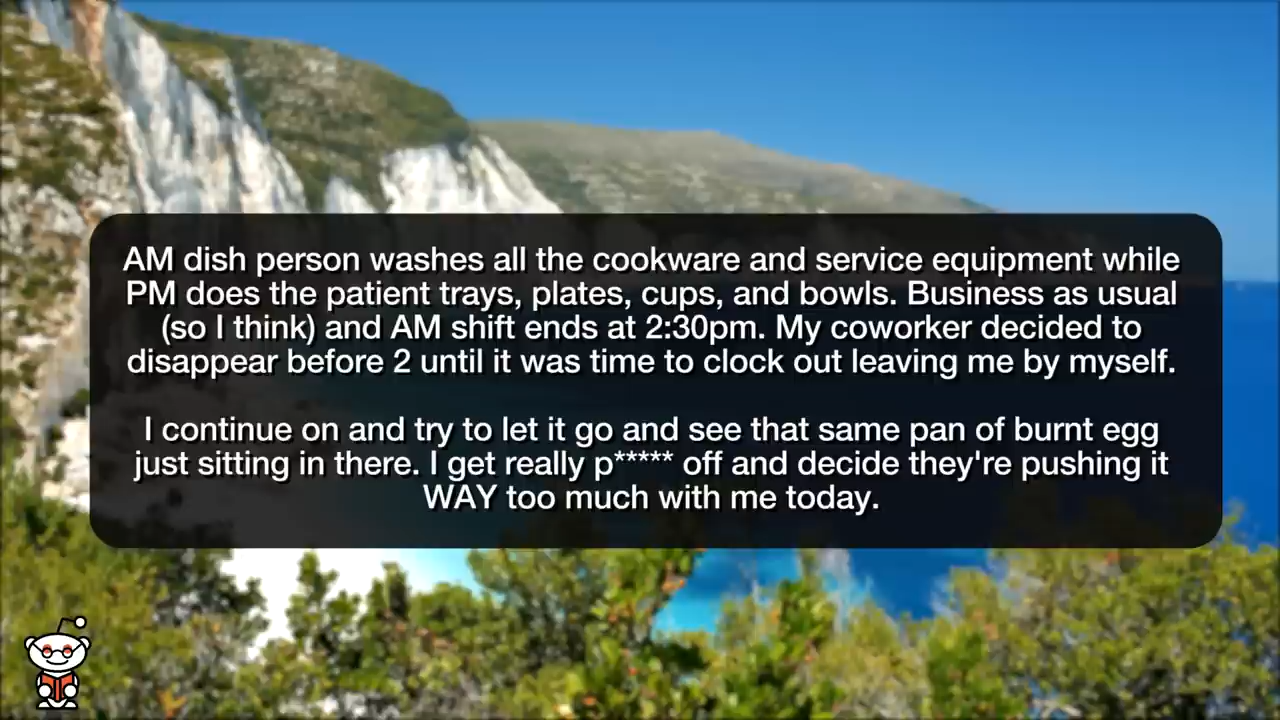 AM dish person washes all the cookware and service equipment while
PM does the patient trays, plates, cups, and bowls. Business as usual
(so I think) and AM shift ends at 2:30pm. My coworker decided to
disappear before 2 until it was time to clock out leaving me by myself.
I continue on and try to let it go and see that same pan of burnt egg
just sitting in there. I get really p***** off and decide they're pushing it
WAY too much with me today.